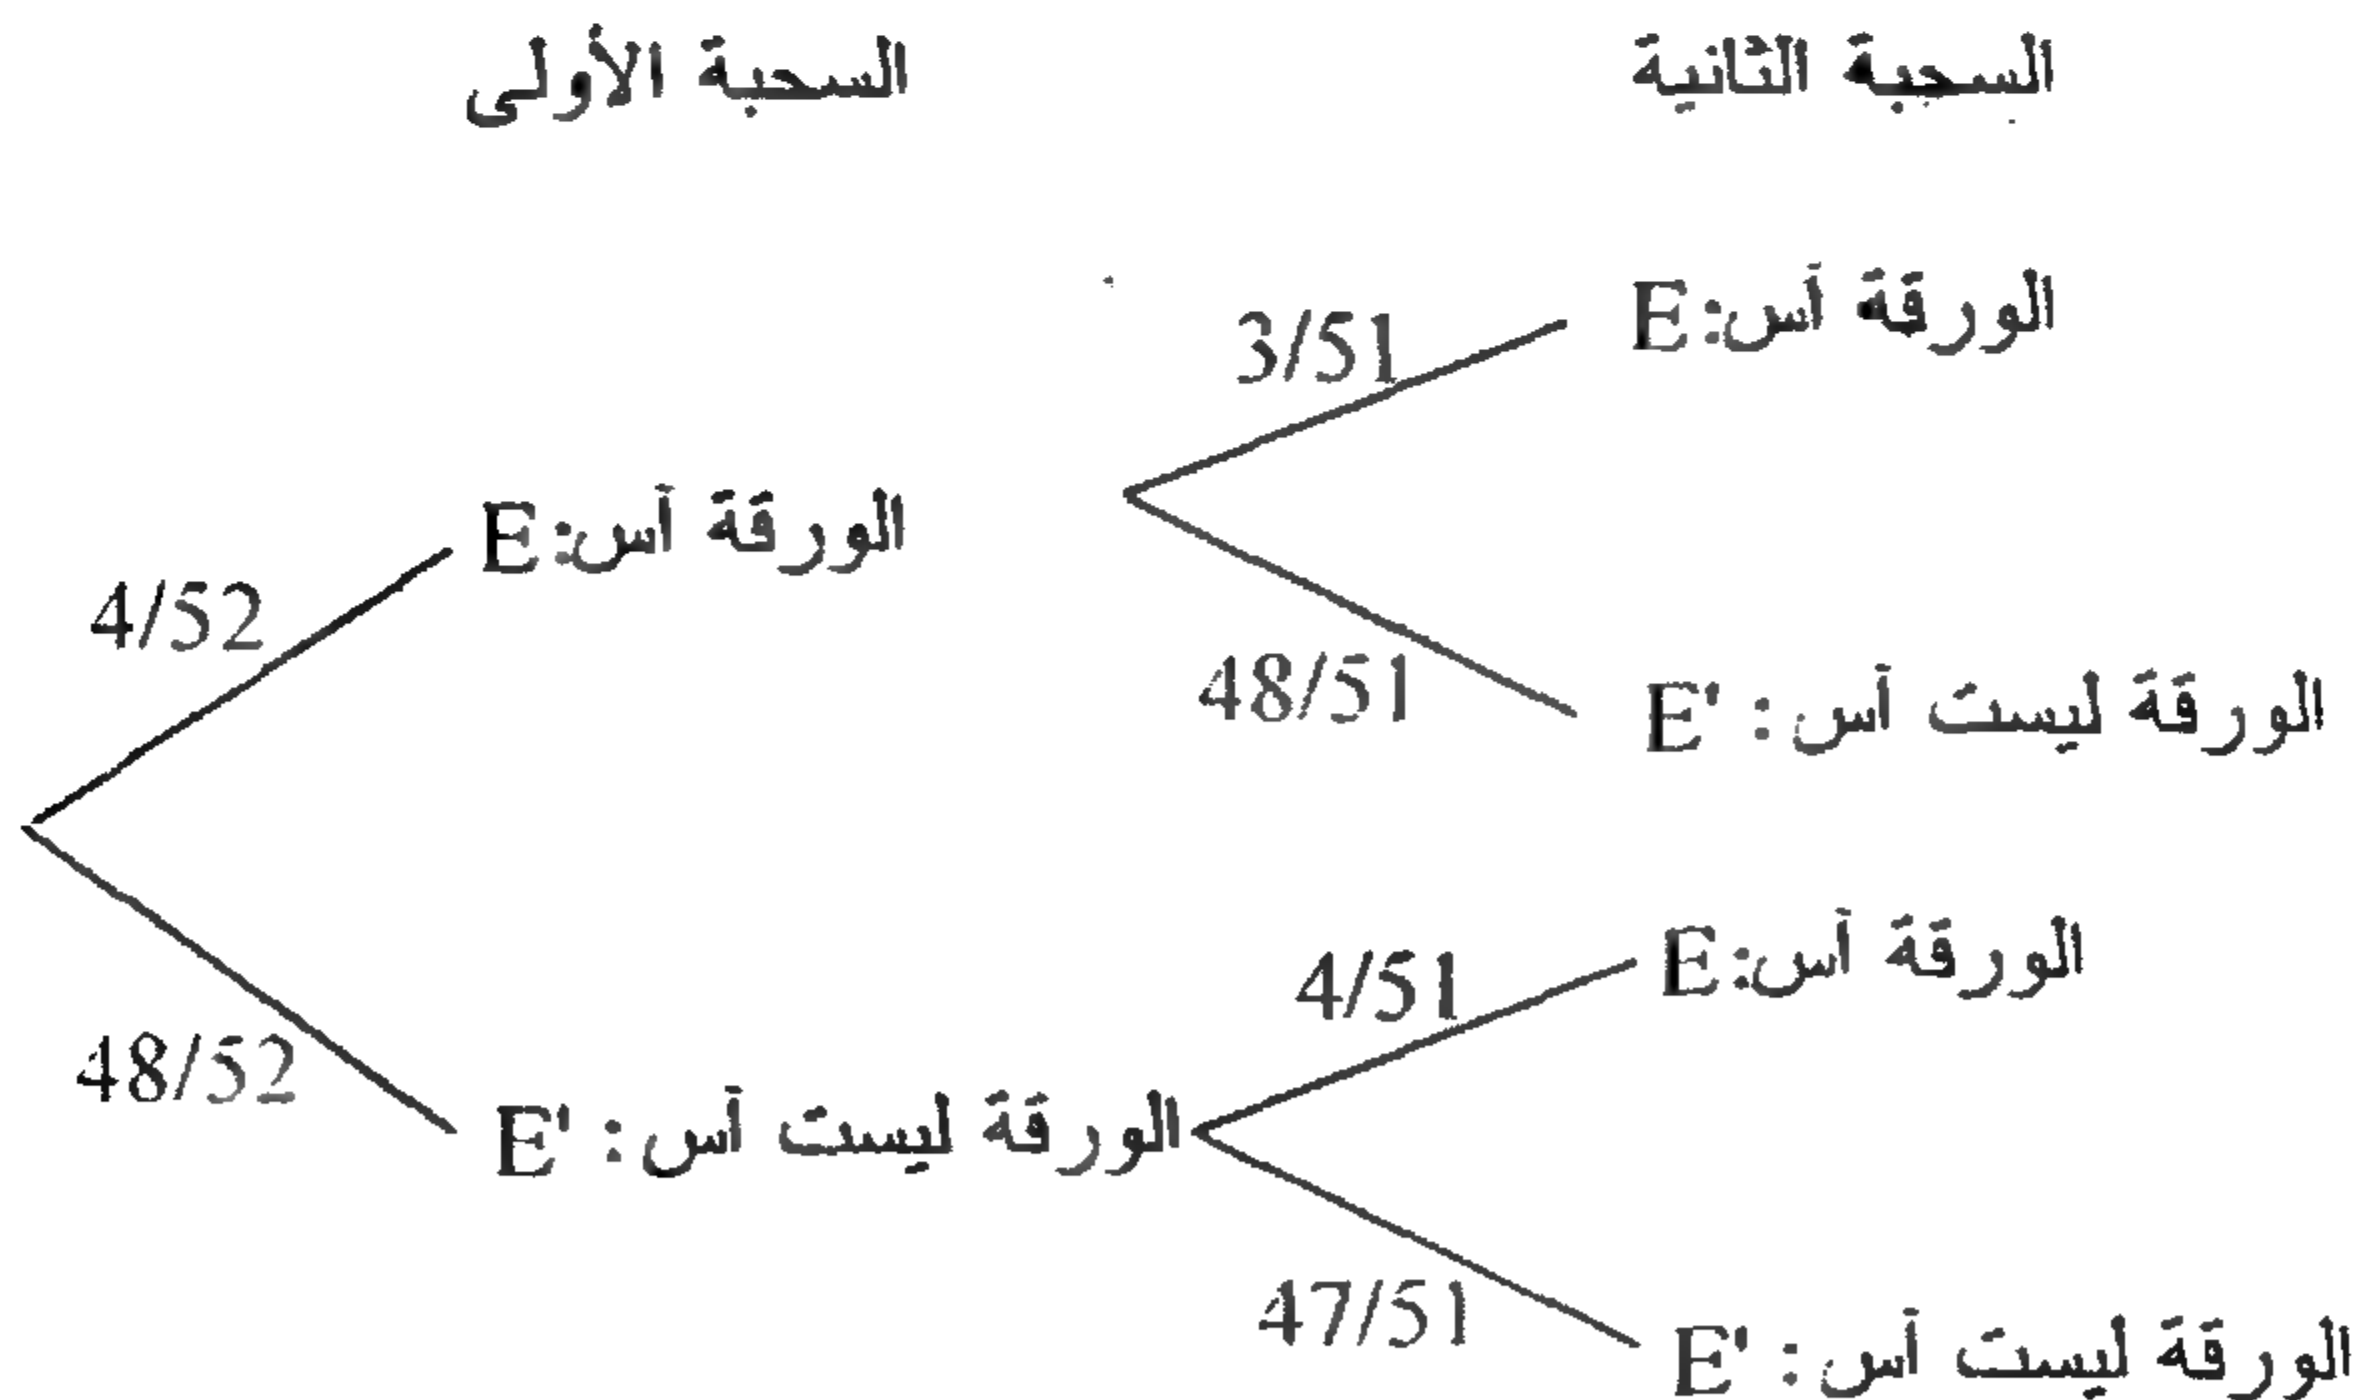 السحبة الأولى
السحبة الثانية
الورقة آس:E
3/51
الورقة آس:E
4/52
48/51
الورقة ليست آس: E'
الورقة آس:E
4/51
48/52
الورقة ليست آس: E'
47/51
الورقة ليست آس: E'